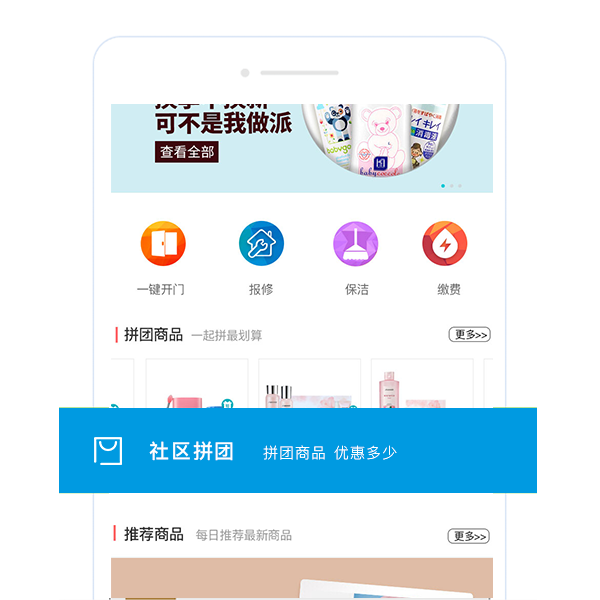 可不是我做派
查看全部
babygo
babycoccole
一键开门
报修
保洁
缴费
拼团商品 一起拼最划算
更多>>
社区拼团 拼团商品 优惠多少
推荐商品 每日推荐最新商品
更多>>